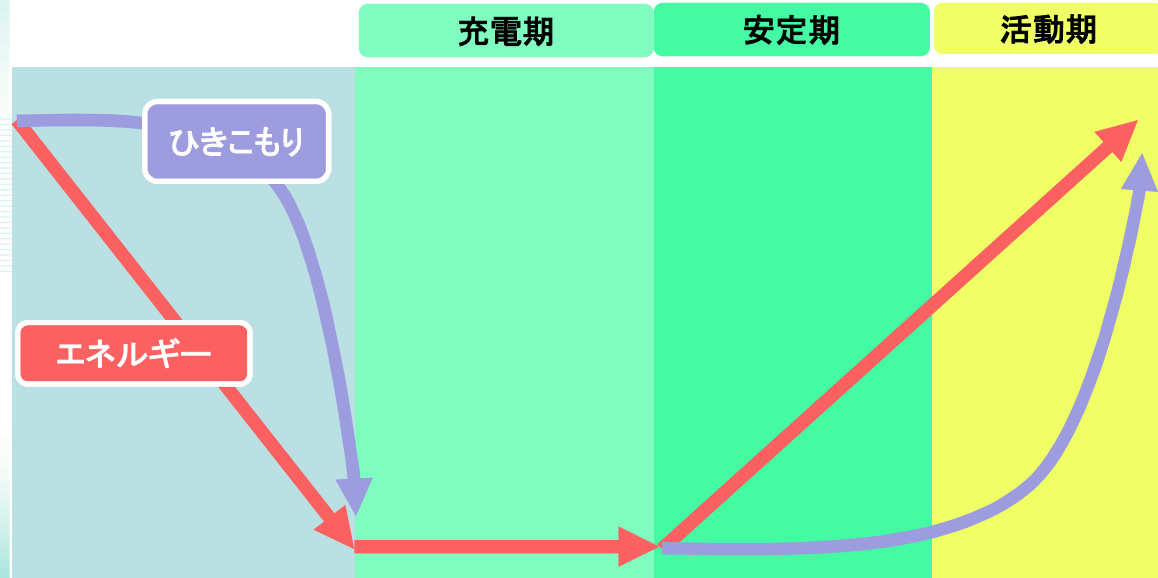 充電期
安定期
活動期
ひきこもり
エネルギー